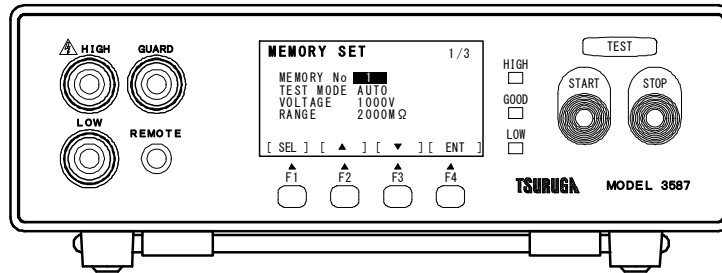 HIGH GUARD
LOW
REMOTE
MEMORY SET 1/3
MEMORY No 1
TEST MODE AUTO
VOLTAGE 1000V
RANGE 2000MΩ
[ SEL ] [ ▲ ] [ ▼ ] [ ENT ]
F1 F2 F3 F4
HIGH
GOOD
LOW
TEST
START STOP
TSURUGA MODEL 3587